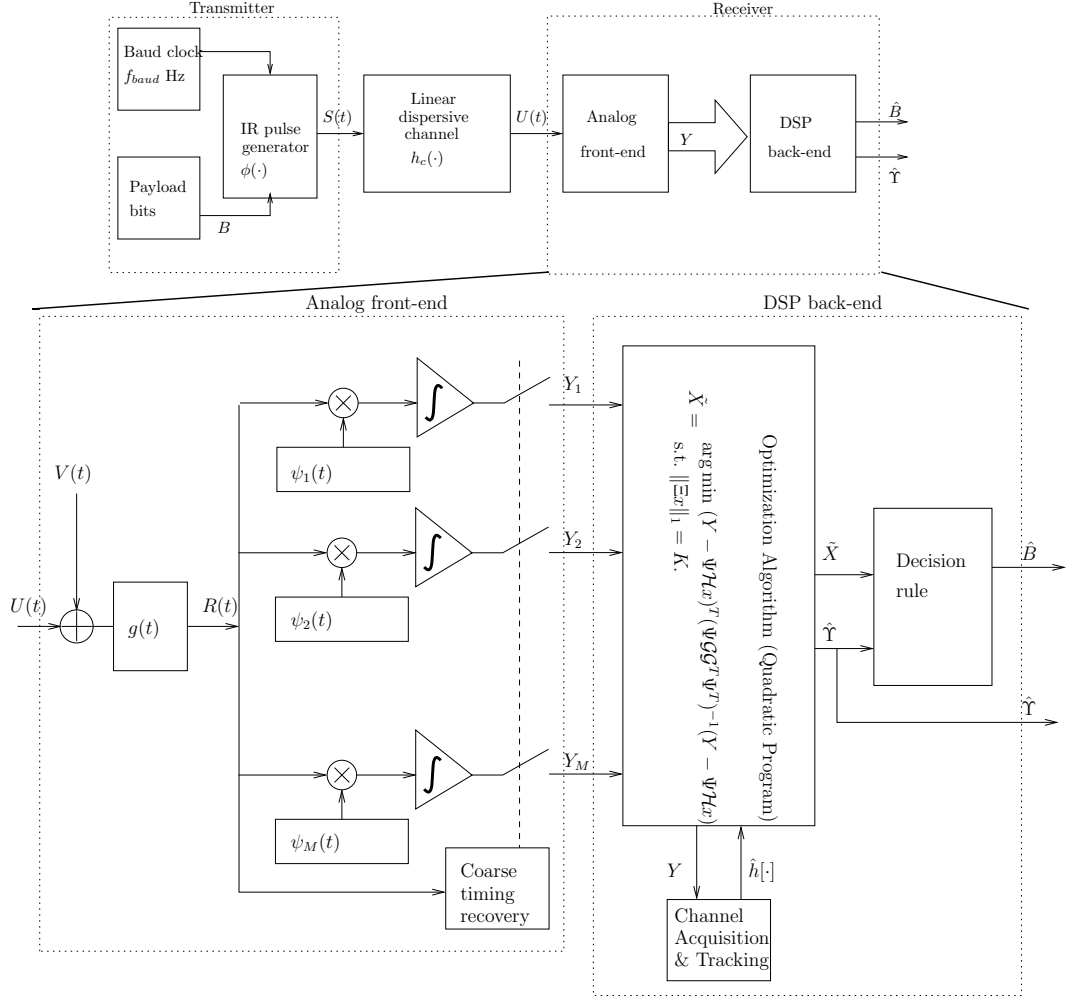 Transmitter
Receiver
Baud clock
f_{baud} Hz
IR pulse
generator
ϕ(·)
Payload
bits
B
S(t)
Linear
dispersive
channel
h_c(·)
U(t)
Analog
front-end
Y
DSP
back-end
B̂
Υ̂
Analog front-end
DSP back-end
V(t)
U(t)
g(t)
R(t)
×
ψ_1(t)
∫
Y_1
×
ψ_2(t)
∫
Y_2
×
ψ_M(t)
∫
Y_M
Coarse
timing
recovery
Optimization Algorithm (Quadratic Program)
X̃ = arg min (Y − Ψℋx)^T(Ψ𝒢𝒢^TΨ^T)^{−1}(Y − Ψℋx)
s.t. ||Ξx||_1 = K.
Y
ĥ[·]
Channel
Acquisition
& Tracking
X̃
Υ̂
Decision
rule
B̂
Υ̂